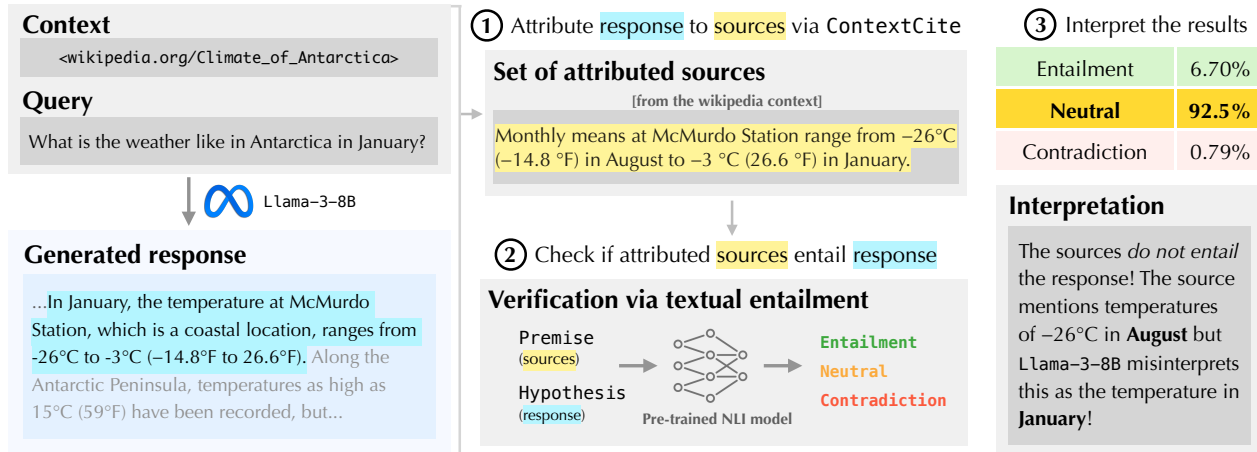 Context
<wikipedia.org/Climate_of_Antarctica>
Query
What is the weather like in Antarctica in January?
Llama-3-8B
Generated response
...In January, the temperature at McMurdo
Station, which is a coastal location, ranges from
-26°C to -3°C (−14.8°F to 26.6°F). Along the
Antarctic Peninsula, temperatures as high as
15°C (59°F) have been recorded, but...
1 Attribute response to sources via ContextCite
Set of attributed sources
[from the wikipedia context]
Monthly means at McMurdo Station range from −26°C
(−14.8 °F) in August to −3 °C (26.6 °F) in January.
2 Check if attributed sources entail response
Verification via textual entailment
Premise
(sources)
Hypothesis
(response)
Pre-trained NLI model
Entailment
Neutral
Contradiction
3 Interpret the results
Entailment 6.70%
Neutral 92.5%
Contradiction 0.79%
Interpretation
The sources do not entail
the response! The source
mentions temperatures
of −26°C in August but
Llama-3-8B misinterprets
this as the temperature in
January!